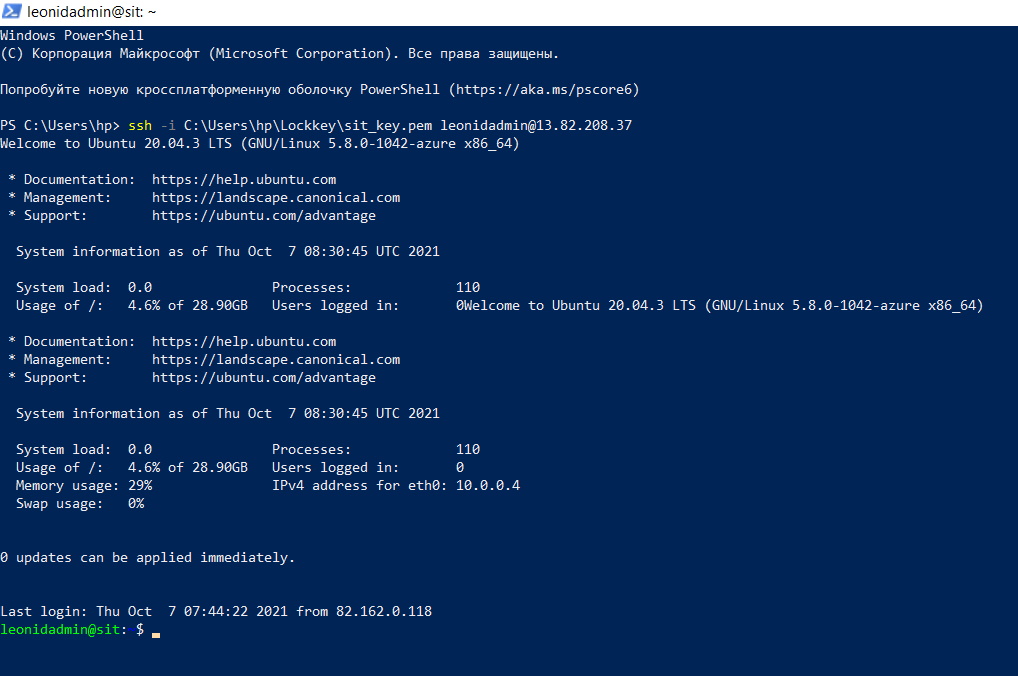 leonidadmin@sit: ~
Windows PowerShell
(C) Корпорация Майкрософт (Microsoft Corporation). Все права защищены.
Попробуйте новую кроссплатформенную оболочку PowerShell (https://aka.ms/pscore6)
PS C:\Users\hp> ssh -i C:\Users\hp\Lockkey\sit_key.pem leonidadmin@13.82.208.37
Welcome to Ubuntu 20.04.3 LTS (GNU/Linux 5.8.0-1042-azure x86_64)
* Documentation:  https://help.ubuntu.com
* Management:     https://landscape.canonical.com
* Support:        https://ubuntu.com/advantage
System information as of Thu Oct  7 08:30:45 UTC 2021
System load:  0.0               Processes:             110
Usage of /:   4.6% of 28.90GB   Users logged in:       0Welcome to Ubuntu 20.04.3 LTS (GNU/Linux 5.8.0-1042-azure x86_64)
* Documentation:  https://help.ubuntu.com
* Management:     https://landscape.canonical.com
* Support:        https://ubuntu.com/advantage
System information as of Thu Oct  7 08:30:45 UTC 2021
System load:  0.0               Processes:             110
Usage of /:   4.6% of 28.90GB   Users logged in:       0
Memory usage: 29%               IPv4 address for eth0: 10.0.0.4
Swap usage:   0%
0 updates can be applied immediately.
Last login: Thu Oct  7 07:44:22 2021 from 82.162.0.118
leonidadmin@sit:~$